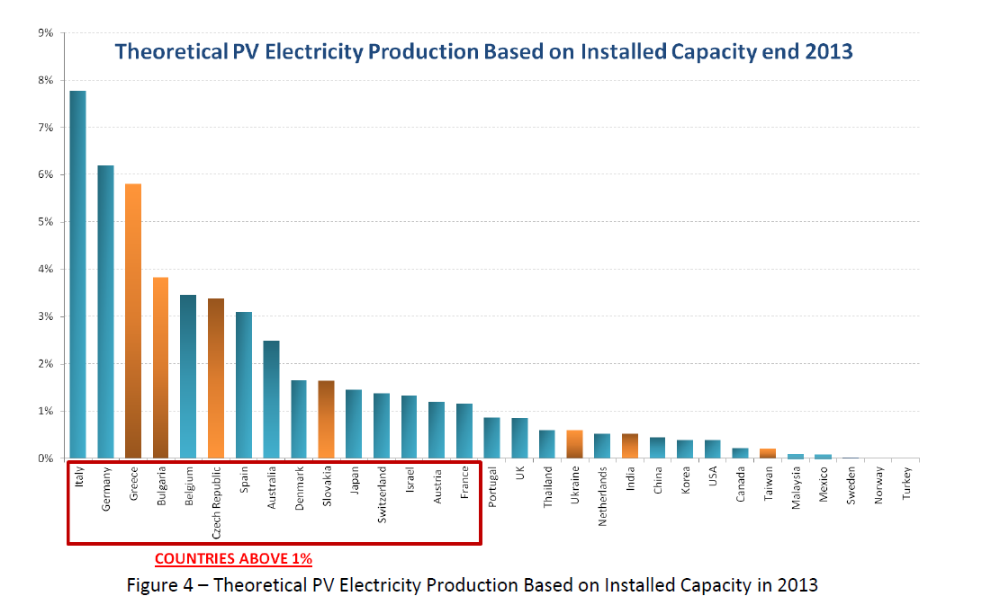 Theoretical PV Electricity Production Based on Installed Capacity end 2013
9%
8%
7%
6%
5%
4%
3%
2%
1%
0%
Italy
Germany
Greece
Bulgaria
Belgium
Czech Republic
Spain
Australia
Denmark
Slovakia
Japan
Switzerland
Israel
Austria
France
Portugal
UK
Thailand
Ukraine
Netherlands
India
China
Korea
USA
Canada
Taiwan
Malaysia
Mexico
Sweden
Norway
Turkey
COUNTRIES ABOVE 1%
Figure 4 – Theoretical PV Electricity Production Based on Installed Capacity in 2013